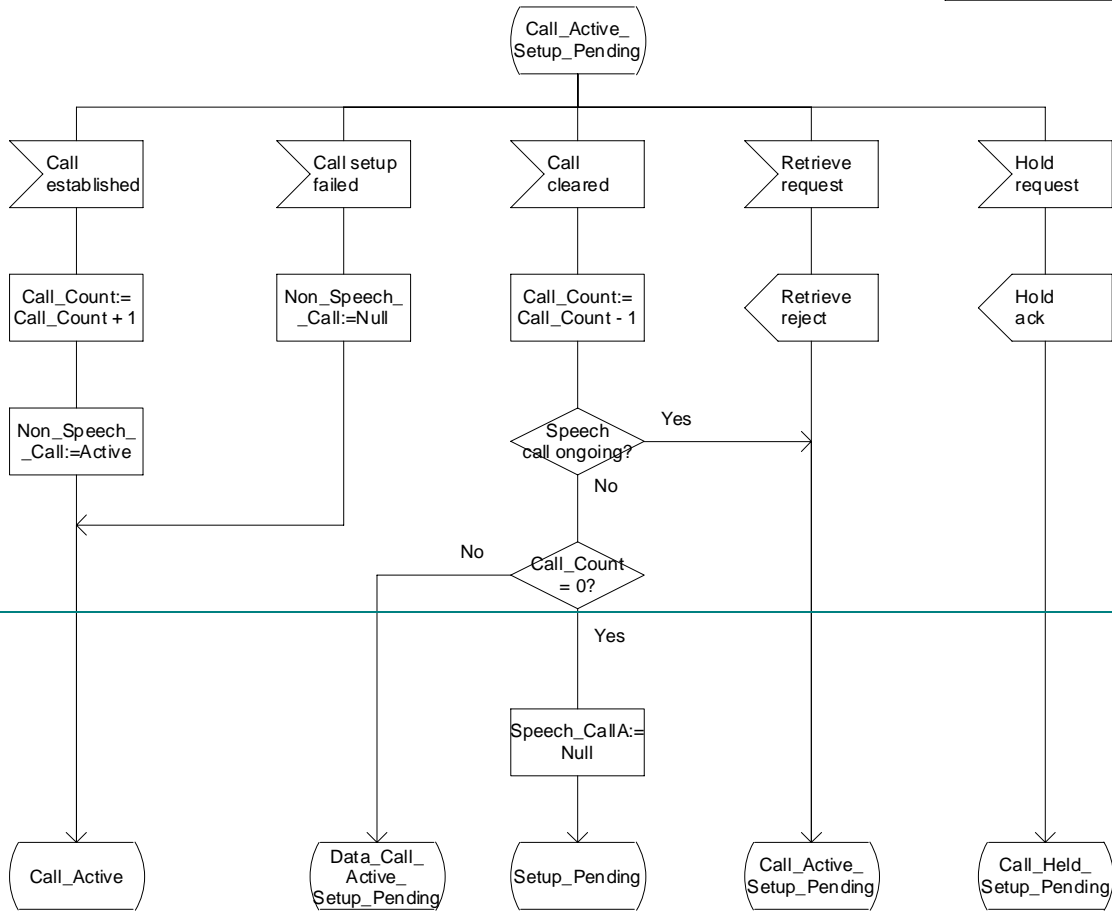 Call_Active_
Setup_Pending
Call
established
Call setup
failed
Call
cleared
Retrieve
request
Hold
request
Call_Count:=
Call_Count + 1
Non_Speech_
_Call:=Null
Call_Count:=
Call_Count - 1
Retrieve
reject
Hold
ack
Non_Speech_
_Call:=Active
Speech
call ongoing?
Yes
No
No
Call_Count
= 0?
Yes
Speech_CallA:=
Null
Call_Active
Data_Call_
Active_
Setup_Pending
Setup_Pending
Call_Active_
Setup_Pending
Call_Held_
Setup_Pending